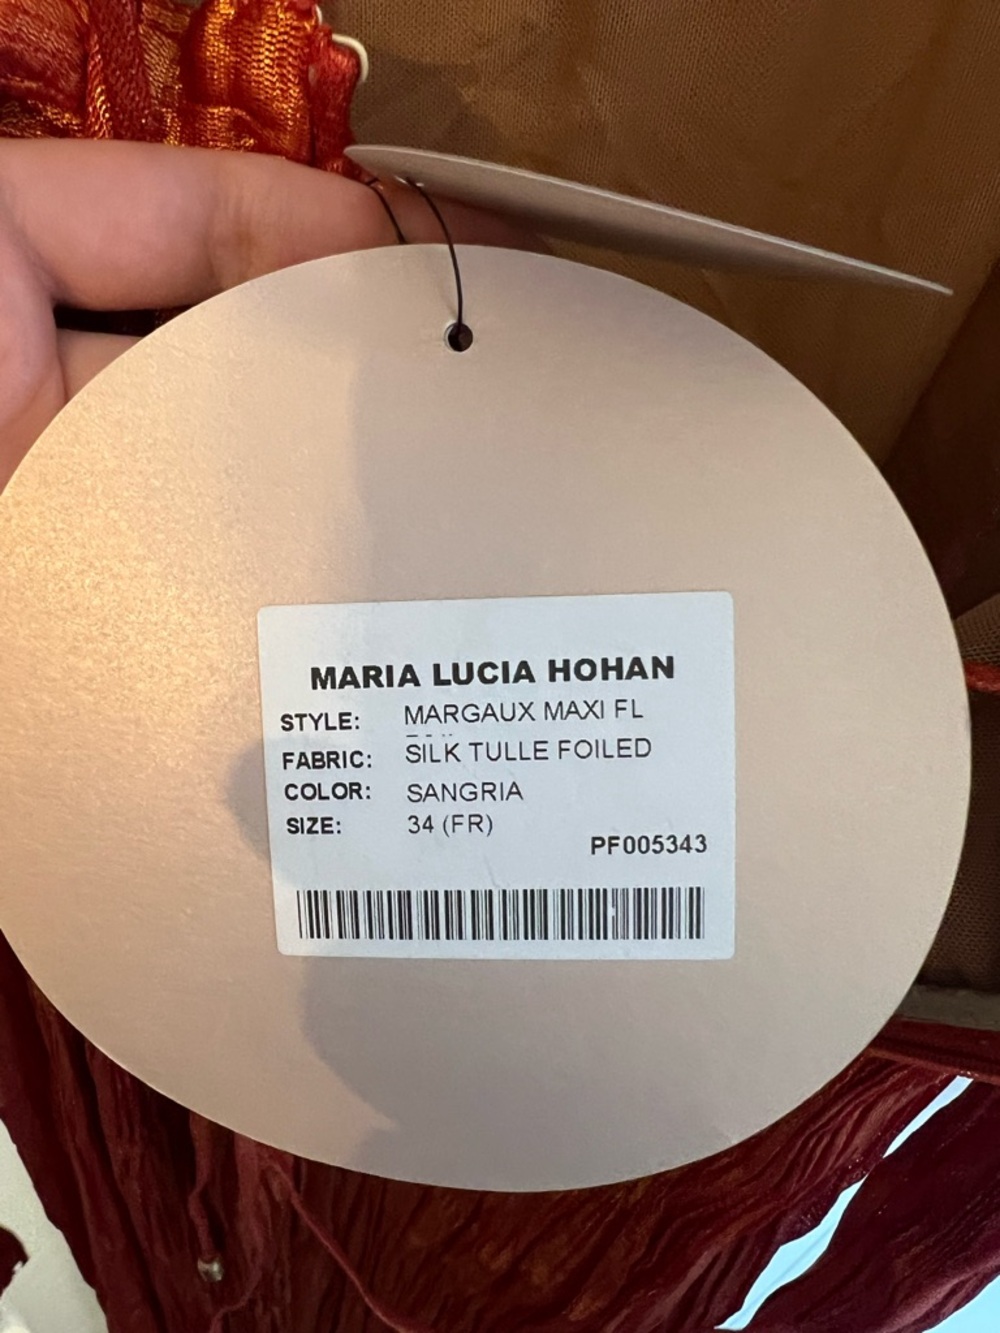 MARIA LUCIA HOHAN
STYLE: MARGAUX MAXI FL
FABRIC: SILK TULLE FOILED
COLOR: SANGRIA
SIZE: 34 (FR)
PF005343